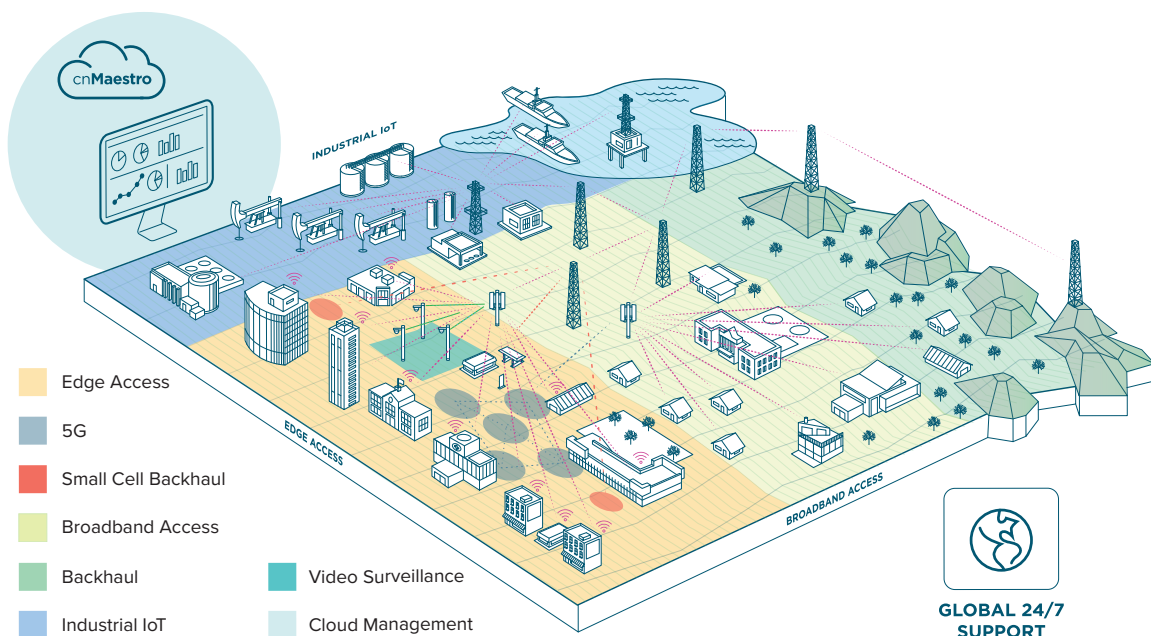 cnMaestro
INDUSTRIAL IoT
EDGE ACCESS
BROADBAND ACCESS
Edge Access
5G
Small Cell Backhaul
Broadband Access
Backhaul
Industrial IoT
Video Surveillance
Cloud Management
GLOBAL 24/7
SUPPORT